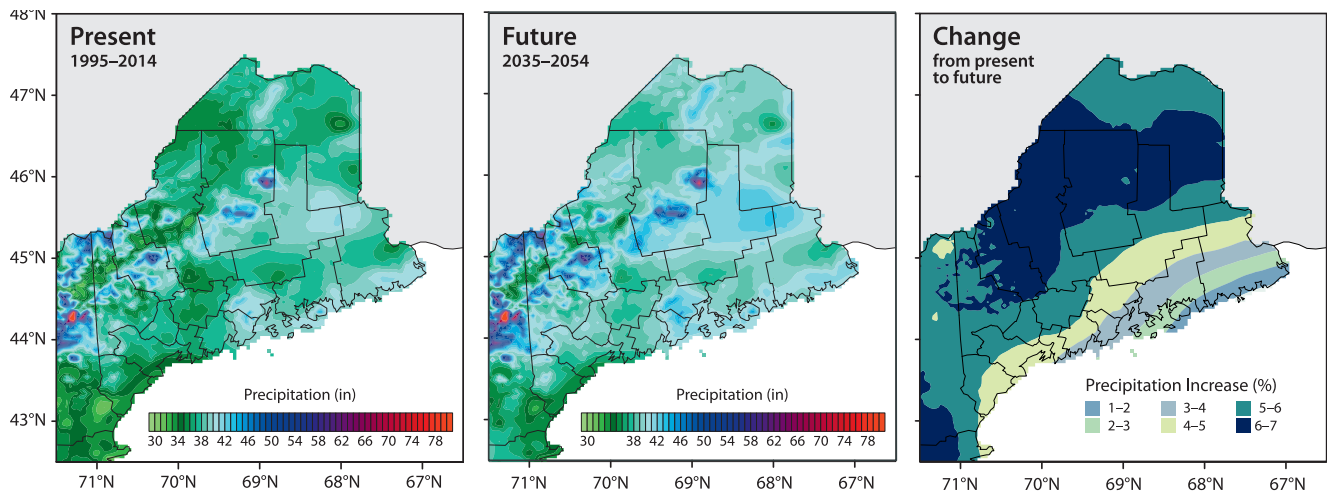 48°N
47°N
46°N
45°N
44°N
43°N
Present
1995–2014
Precipitation (in)
30 34 38 42 46 50 54 58 62 66 70 74 78
71°N 70°N 69°N 68°N 67°N
Future
2035–2054
Precipitation (in)
30 34 38 42 46 50 54 58 62 66 70 74 78
71°N 70°N 69°N 68°N 67°N
Change
from present
to future
Precipitation Increase (%)
1–2 3–4 5–6
2–3 4–5 6–7
71°N 70°N 69°N 68°N 67°N